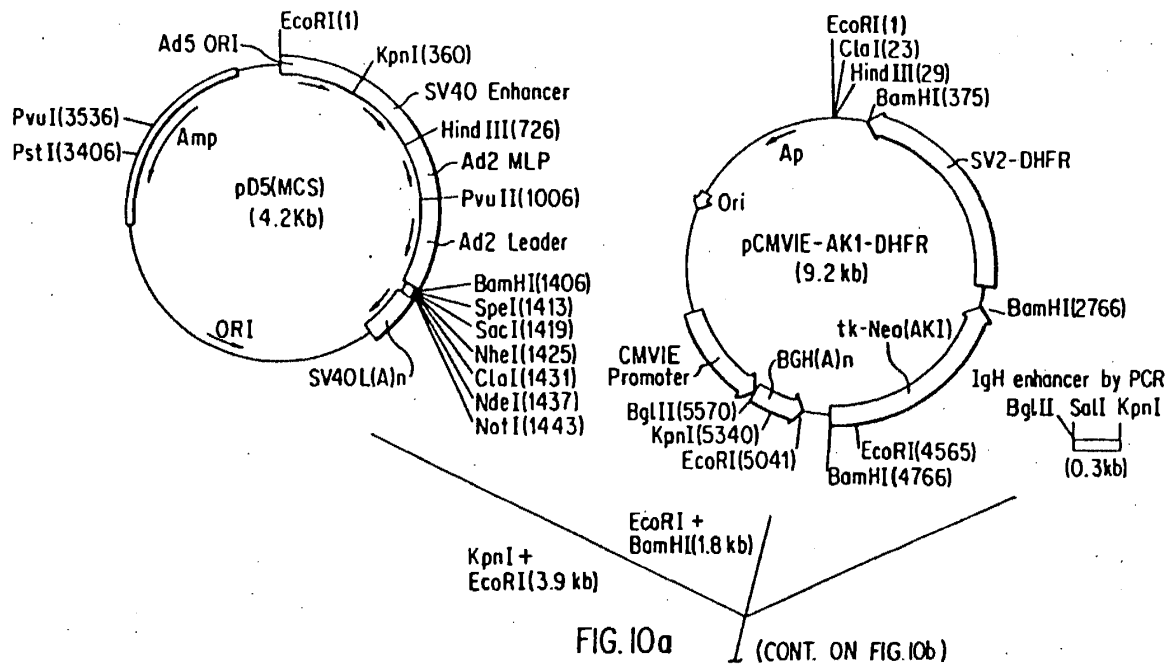 EcoRI(1)
Ad5 ORI
KpnI(360)
SV40 Enhancer
PvuI(3536)
HindIII(726)
PstI(3406)
Amp
Ad2 MLP
pD5(MCS)
(4.2Kb)
PvuII(1006)
Ad2 Leader
BamHI(1406)
SpeI(1413)
SacI(1419)
ORI
NheI(1425)
SV40L(A)n
ClaI(1431)
NdeI(1437)
NotI(1443)
EcoRI(1)
ClaI(23)
HindIII(29)
BamHI(375)
Ap
SV2-DHFR
Ori
pCMVIE-AK1-DHFR
(9.2 kb)
BamHI(2766)
tk-Neo(AKI)
CMVIE
Promoter
BGH(A)n
IgH enhancer by PCR
BglII SalI KpnI
BglII(5570)
KpnI(5340)
EcoRI(5041)
EcoRI(4565)
BamHI(4766)
(0.3kb)
EcoRI +
BamHI(1.8 kb)
KpnI +
EcoRI(3.9 kb)
FIG.10a
(CONT. ON FIG.10b)